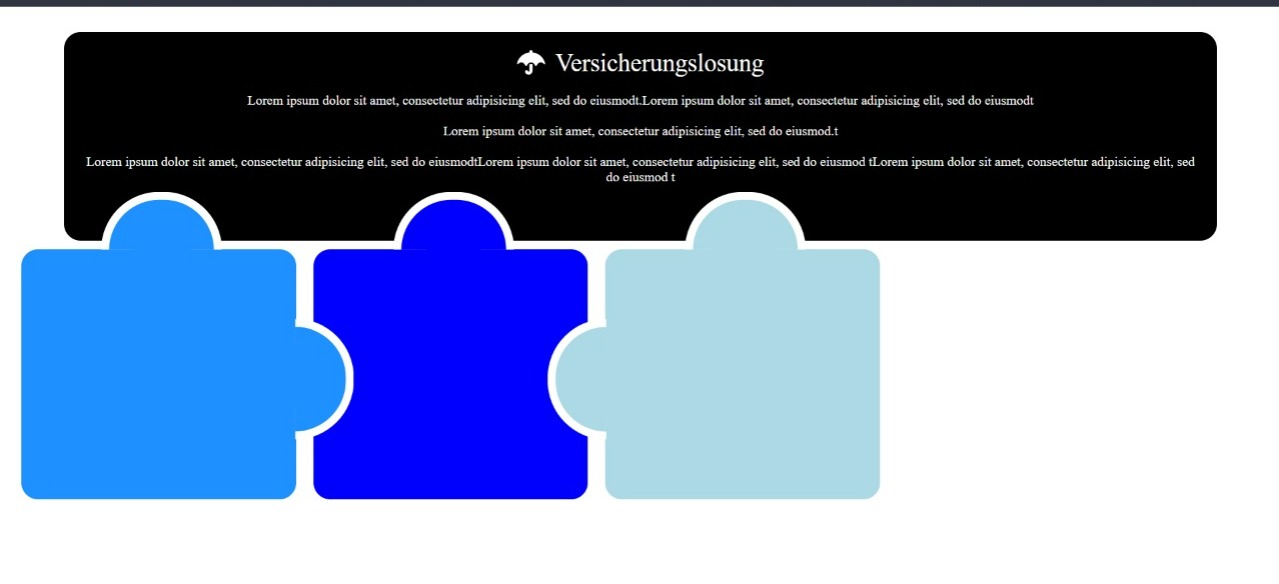 Versicherungslosung
Lorem ipsum dolor sit amet, consectetur adipisicing elit, sed do eiusmodt.Lorem ipsum dolor sit amet, consectetur adipisicing elit, sed do eiusmodt
Lorem ipsum dolor sit amet, consectetur adipisicing elit, sed do eiusmod.t
Lorem ipsum dolor sit amet, consectetur adipisicing elit, sed do eiusmodtLorem ipsum dolor sit amet, consectetur adipisicing elit, sed do eiusmod tLorem ipsum dolor sit amet, consectetur adipisicing elit, sed
do eiusmod t